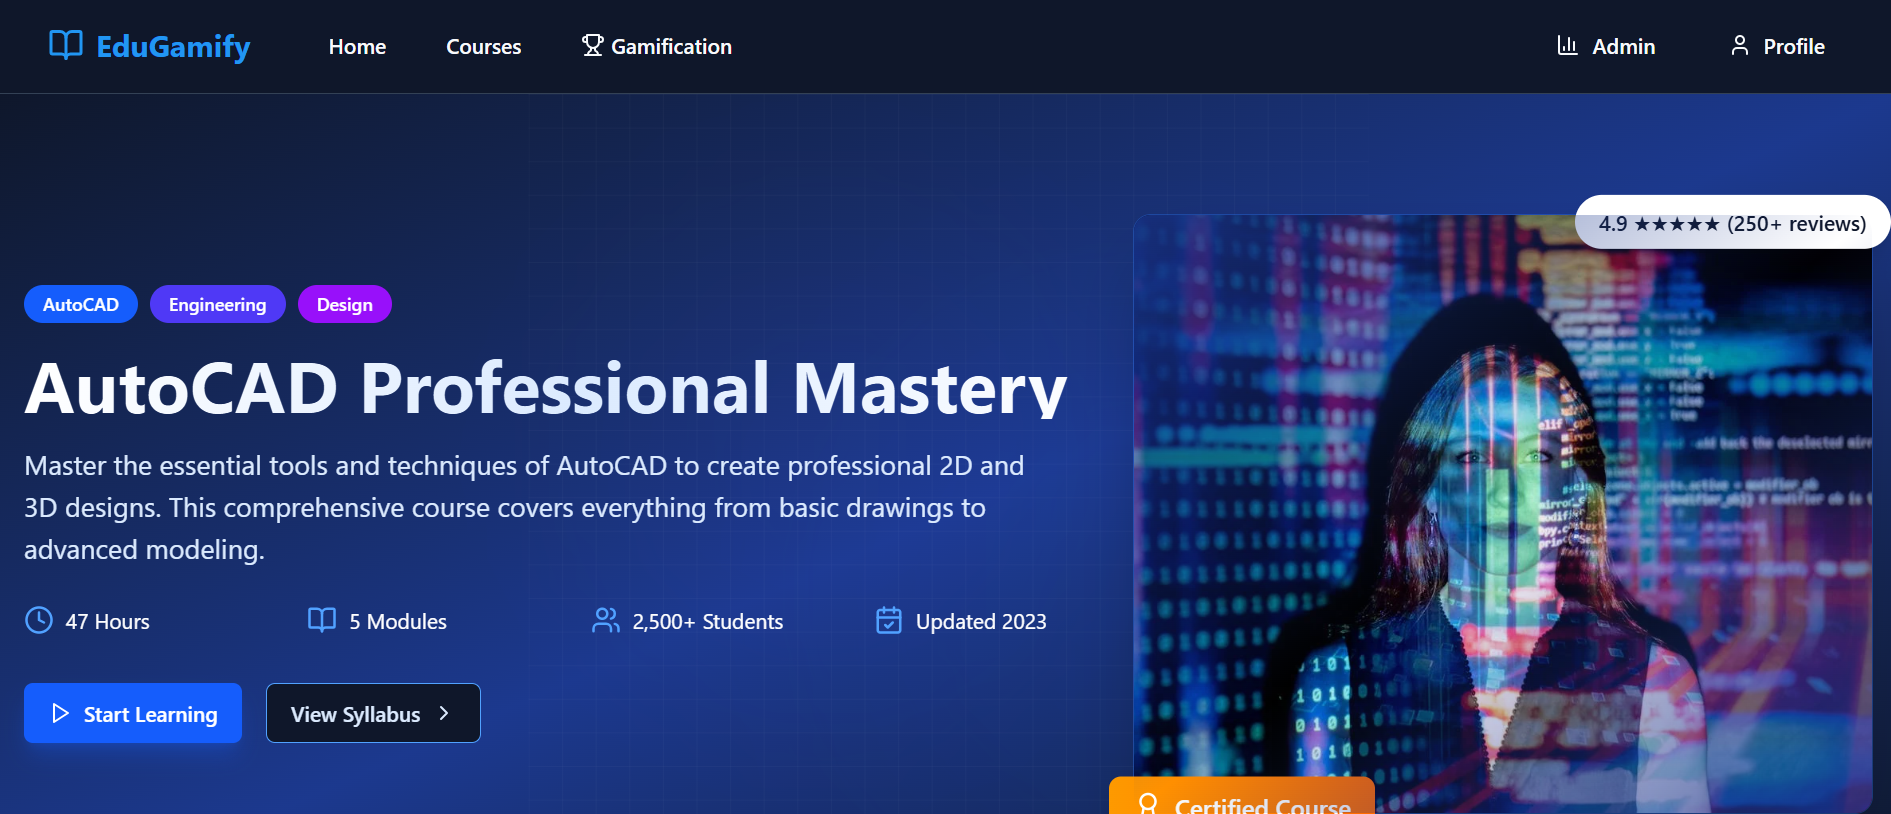 EduGamify
Home
Courses
Gamification
Admin
Profile
4.9 ★★★★★ (250+ reviews)
AutoCAD
Engineering
Design
AutoCAD Professional Mastery
Master the essential tools and techniques of AutoCAD to create professional 2D and
3D designs. This comprehensive course covers everything from basic drawings to
advanced modeling.
47 Hours
5 Modules
2,500+ Students
Updated 2023
Start Learning
View Syllabus
Certified Course